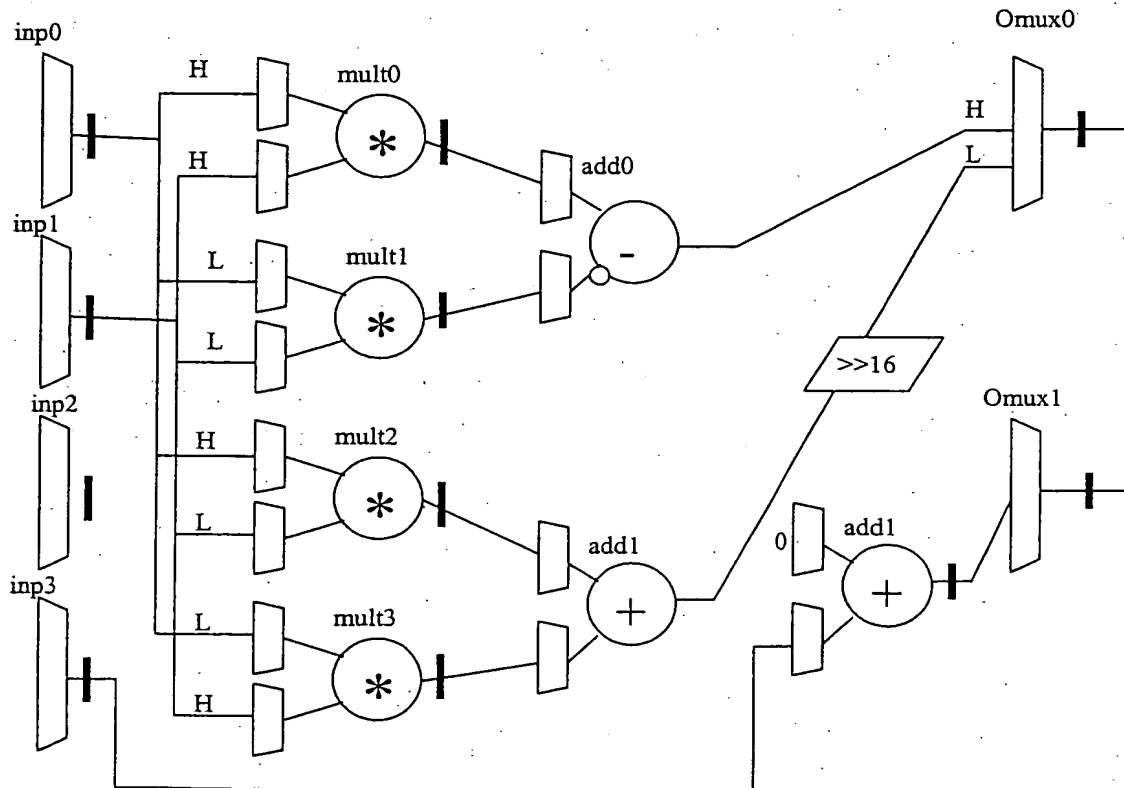 inp0
Omux0
H
mult0
*
H
H
L
add0
-
inp1
L
mult1
*
L
>>16
inp2
Omux1
H
mult2
*
L
add1
+
0
add1
+
inp3
L
mult3
*
H